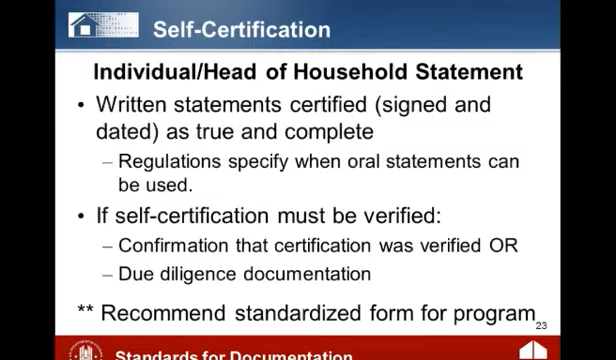 Self-Certification
Individual/Head of Household Statement
• Written statements certified (signed and
dated) as true and complete
– Regulations specify when oral statements can
be used.
• If self-certification must be verified:
– Confirmation that certification was verified OR
– Due diligence documentation
** Recommend standardized form for program
23
Standards for Documentation